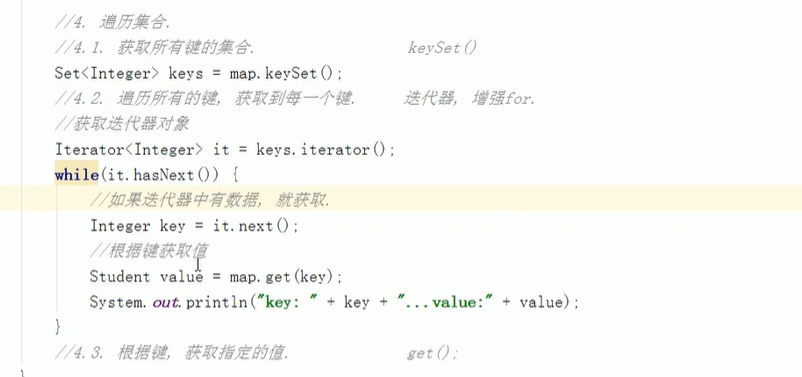 //4. 遍历集合.
//4.1. 获取所有键的集合. keySet()
Set<Integer> keys = map.keySet();
//4.2. 遍历所有的键, 获取到每一个键. 迭代器, 增强for.
//获取迭代器对象
Iterator<Integer> it = keys.iterator();
while(it.hasNext()) {
//如果迭代器中有数据, 就获取.
Integer key = it.next();
//根据键获取值
Student value = map.get(key);
System.out.println("key: " + key + "...value:" + value);
}
//4.3. 根据键, 获取指定的值. get();
}